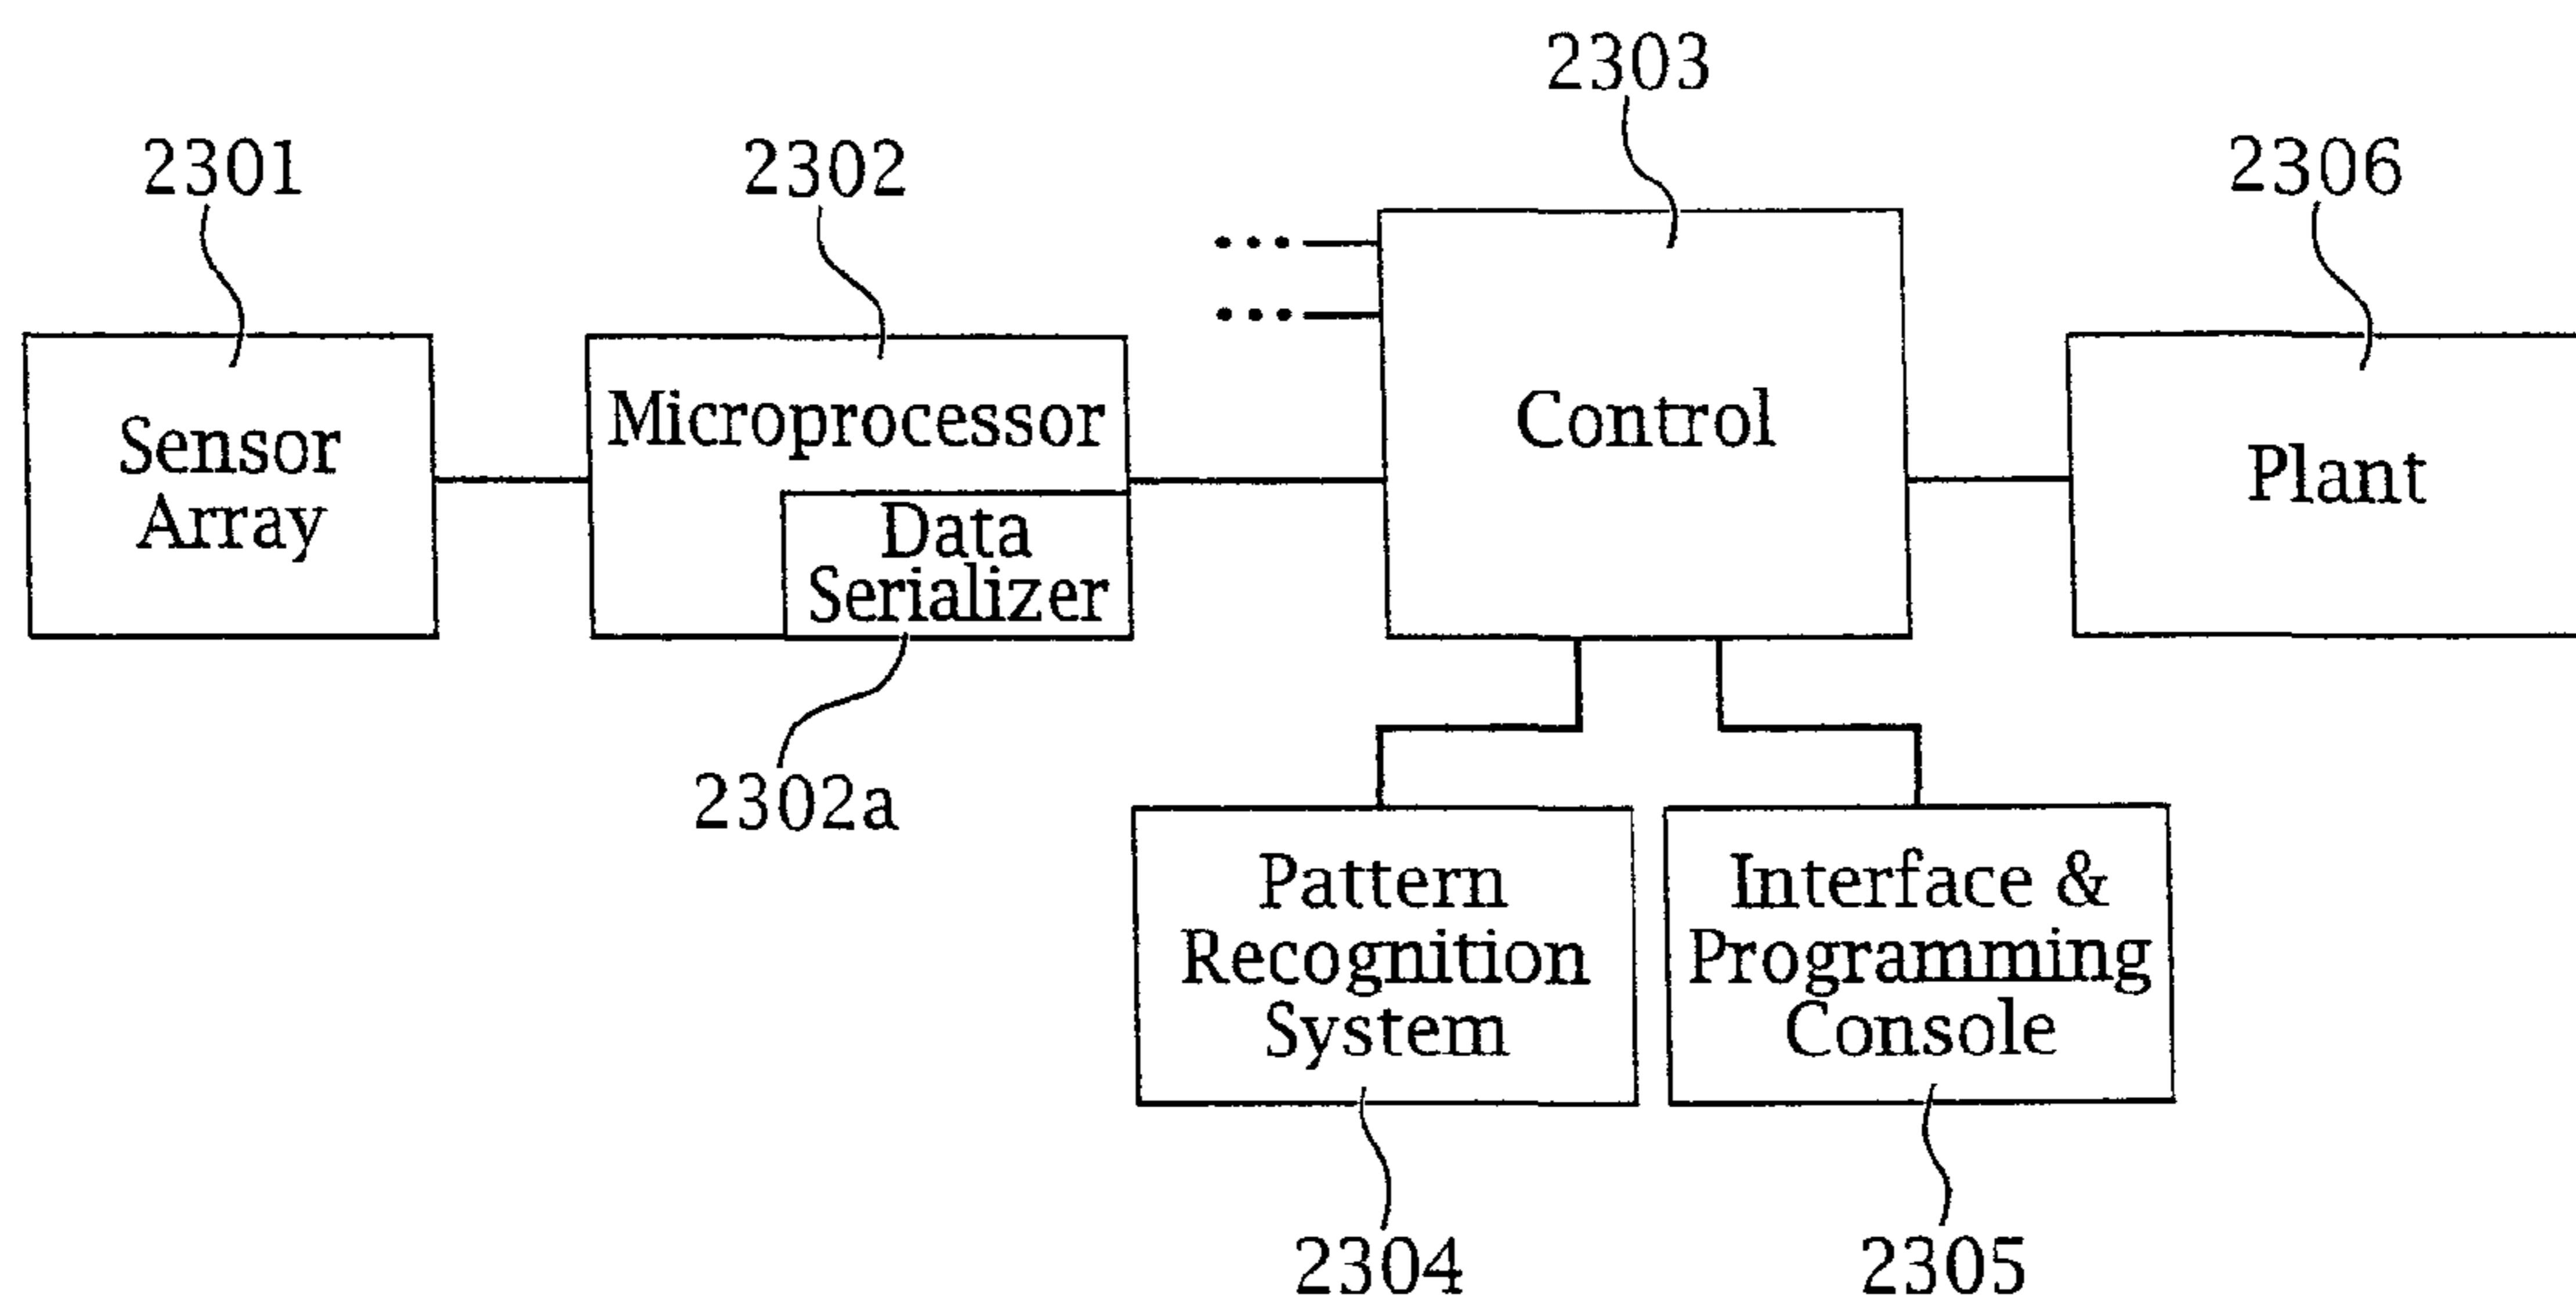 2303
2301
2302
2306
Sensor
Array
Microprocessor
Data
Serializer
Control
Plant
2302a
Pattern
Recognition
System
Interface &
Programming
Console
2304
2305